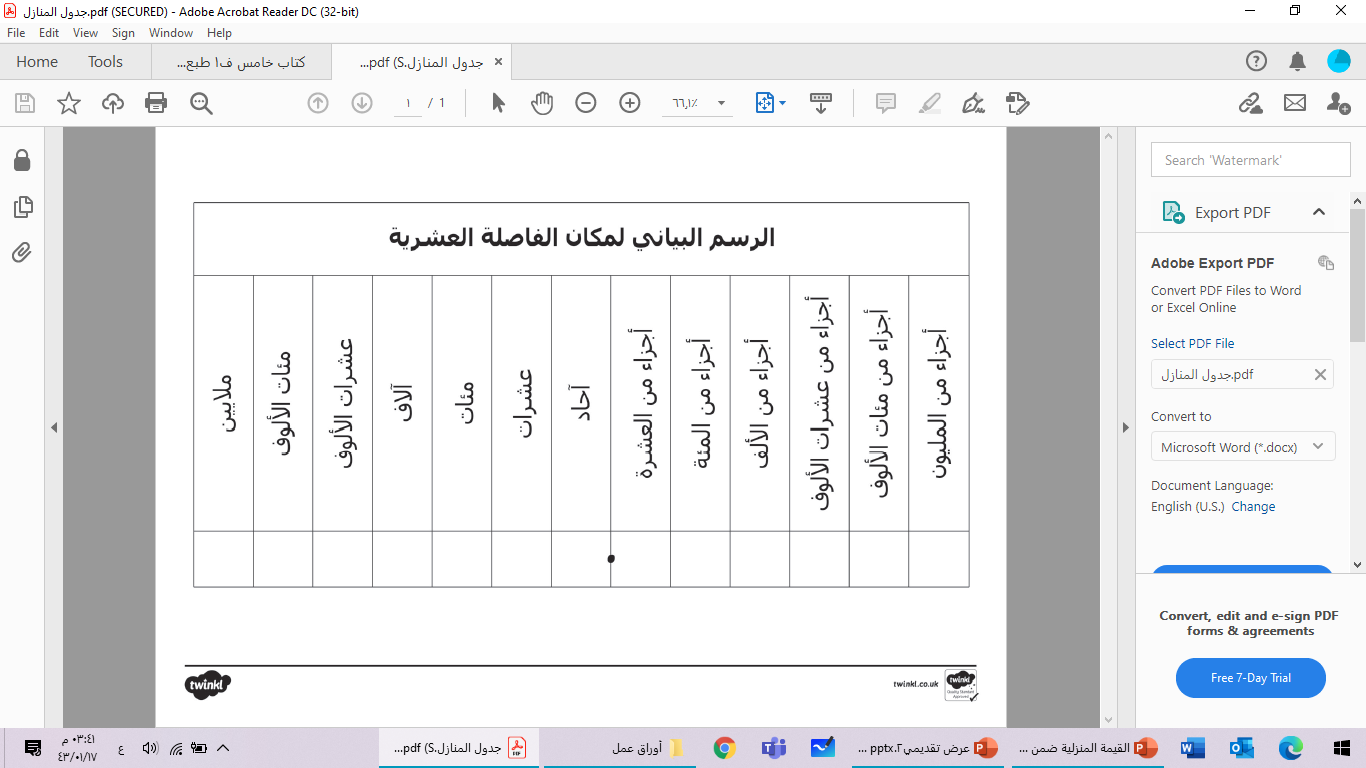 جدول المنازل.pdf (SECURED) - Adobe Acrobat Reader DC (32-bit)
File Edit View Sign Window Help
Home Tools كتاب خامس ف١ طبع... جدول المنازل.pdf (S...
١ / 1 ٦٦,١٪
Search 'Watermark'
Export PDF
Adobe Export PDF
Convert PDF Files to Word
or Excel Online
Select PDF File
جدول المنازل.pdf
Convert to
Microsoft Word (*.docx)
Document Language:
English (U.S.) Change
Convert, edit and e-sign PDF
forms & agreements
Free 7-Day Trial
الرسم البياني لمكان الفاصلة العشرية
ملايين
مئات الألوف
عشرات الألوف
آلاف
مئات
عشرات
آحاد
أجزاء من العشرة
أجزاء من المئة
أجزاء من الألف
أجزاء من عشرات الألوف
أجزاء من مئات الألوف
أجزاء من المليون
twinkl
twinkl.co.uk
twinkl
Quality Standard
Approved
٠٣:٤١ م
٤٣/٠١/١٧
ع
جدول المنازل.pdf (S...
أوراق عمل
عرض تقديمي٢.pptx ...
القيمة المنزلية ضمن ...